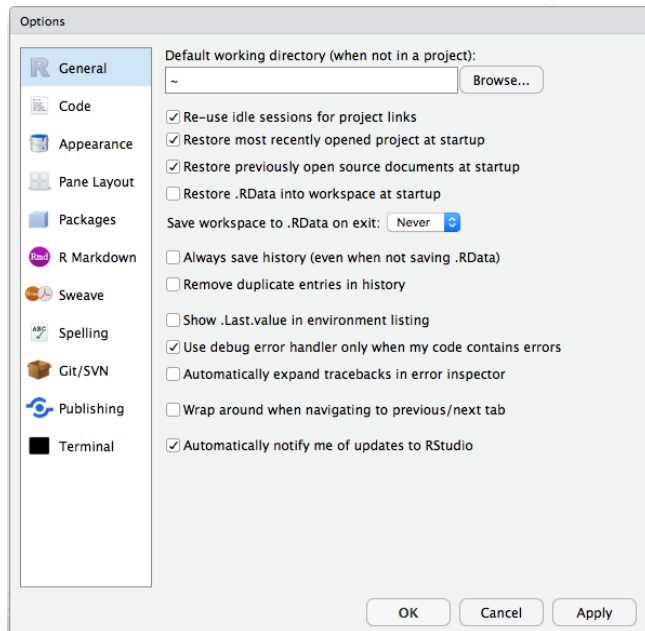 Options
General
Code
Appearance
Pane Layout
Packages
R Markdown
Sweave
Spelling
Git/SVN
Publishing
Terminal
Default working directory (when not in a project):
~
Browse...
Re-use idle sessions for project links
Restore most recently opened project at startup
Restore previously open source documents at startup
Restore .RData into workspace at startup
Save workspace to .RData on exit: Never
Always save history (even when not saving .RData)
Remove duplicate entries in history
Show .Last.value in environment listing
Use debug error handler only when my code contains errors
Automatically expand tracebacks in error inspector
Wrap around when navigating to previous/next tab
Automatically notify me of updates to RStudio
OK Cancel Apply